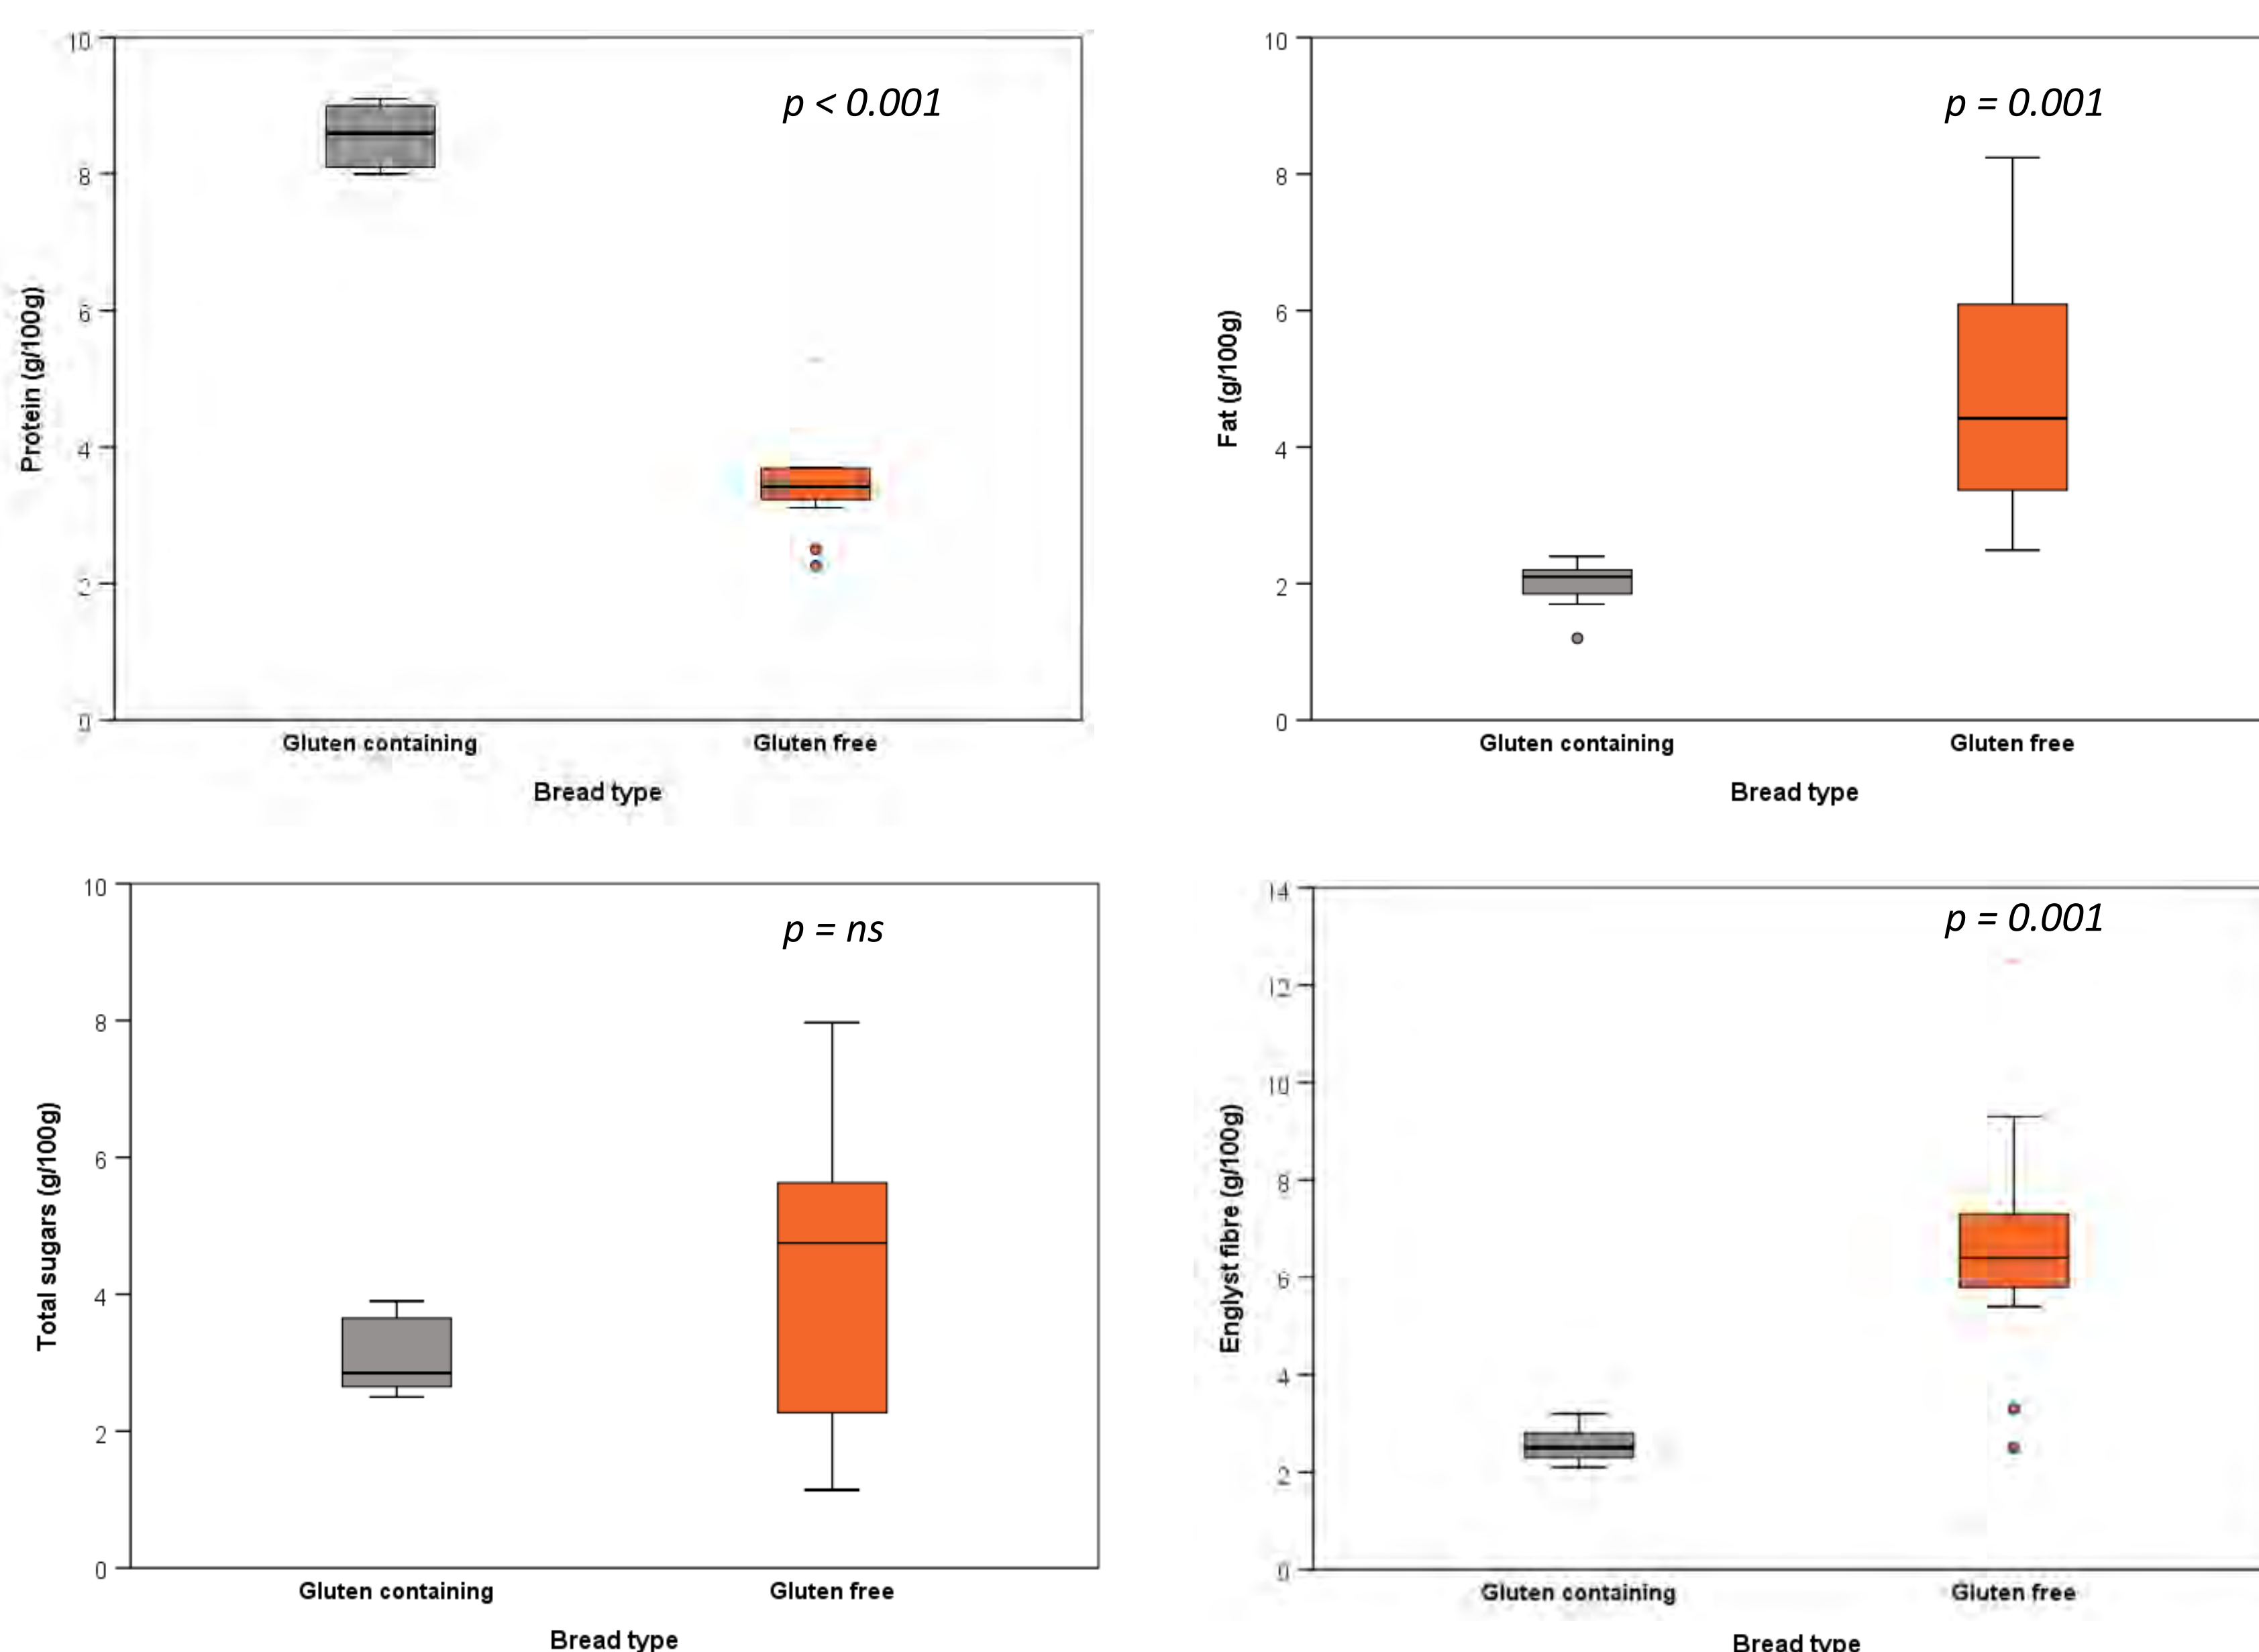 10
8
6
4
2
0
Protein (g/100g)
p < 0.001
Gluten containing Gluten free
Bread type
10
8
6
4
2
0
Fat (g/100g)
p = 0.001
Gluten containing Gluten free
Bread type
10
8
6
4
2
0
Total sugars (g/100g)
p = ns
Gluten containing Gluten free
Bread type
14
12
10
8
6
4
2
0
Englyst fibre (g/100g)
p = 0.001
Gluten containing Gluten free
Bread type